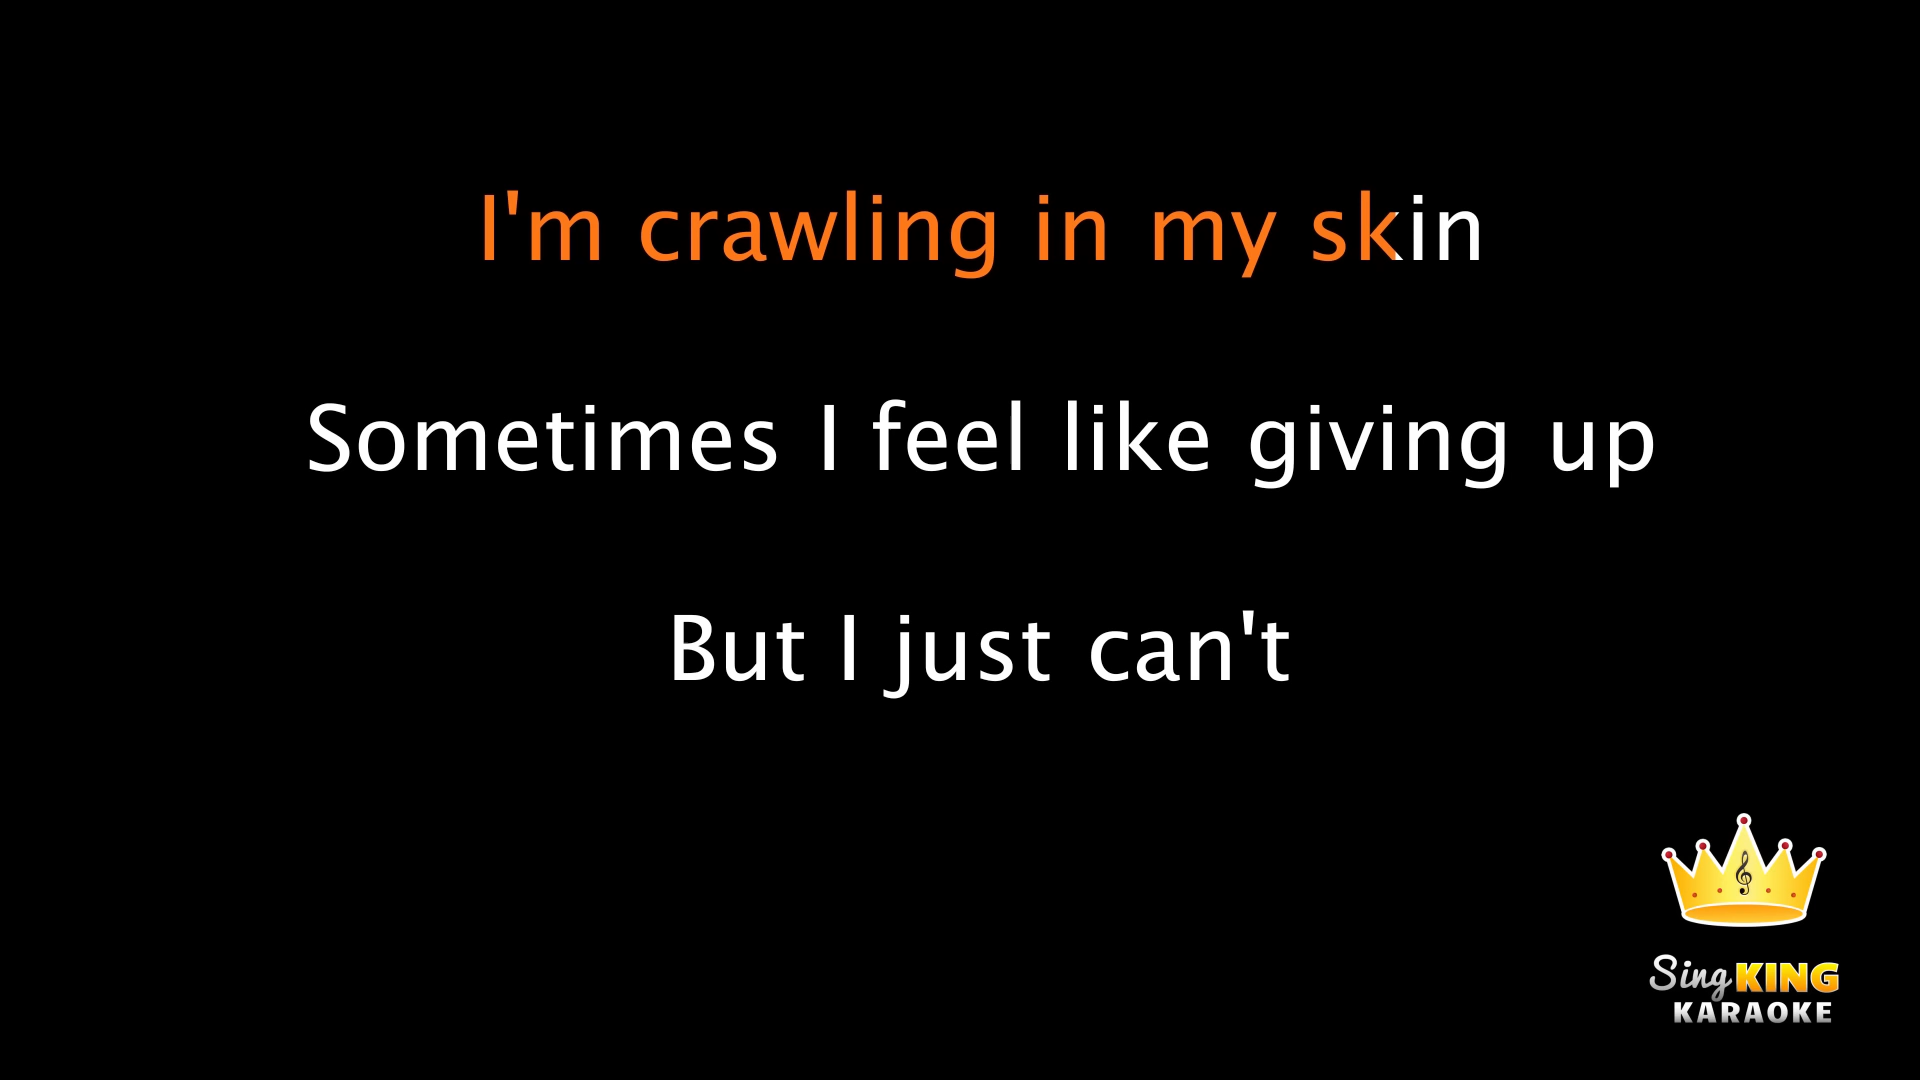 I'm crawling in my skin
Sometimes I feel like giving up
But I just can't
Sing KING
KARAOKE